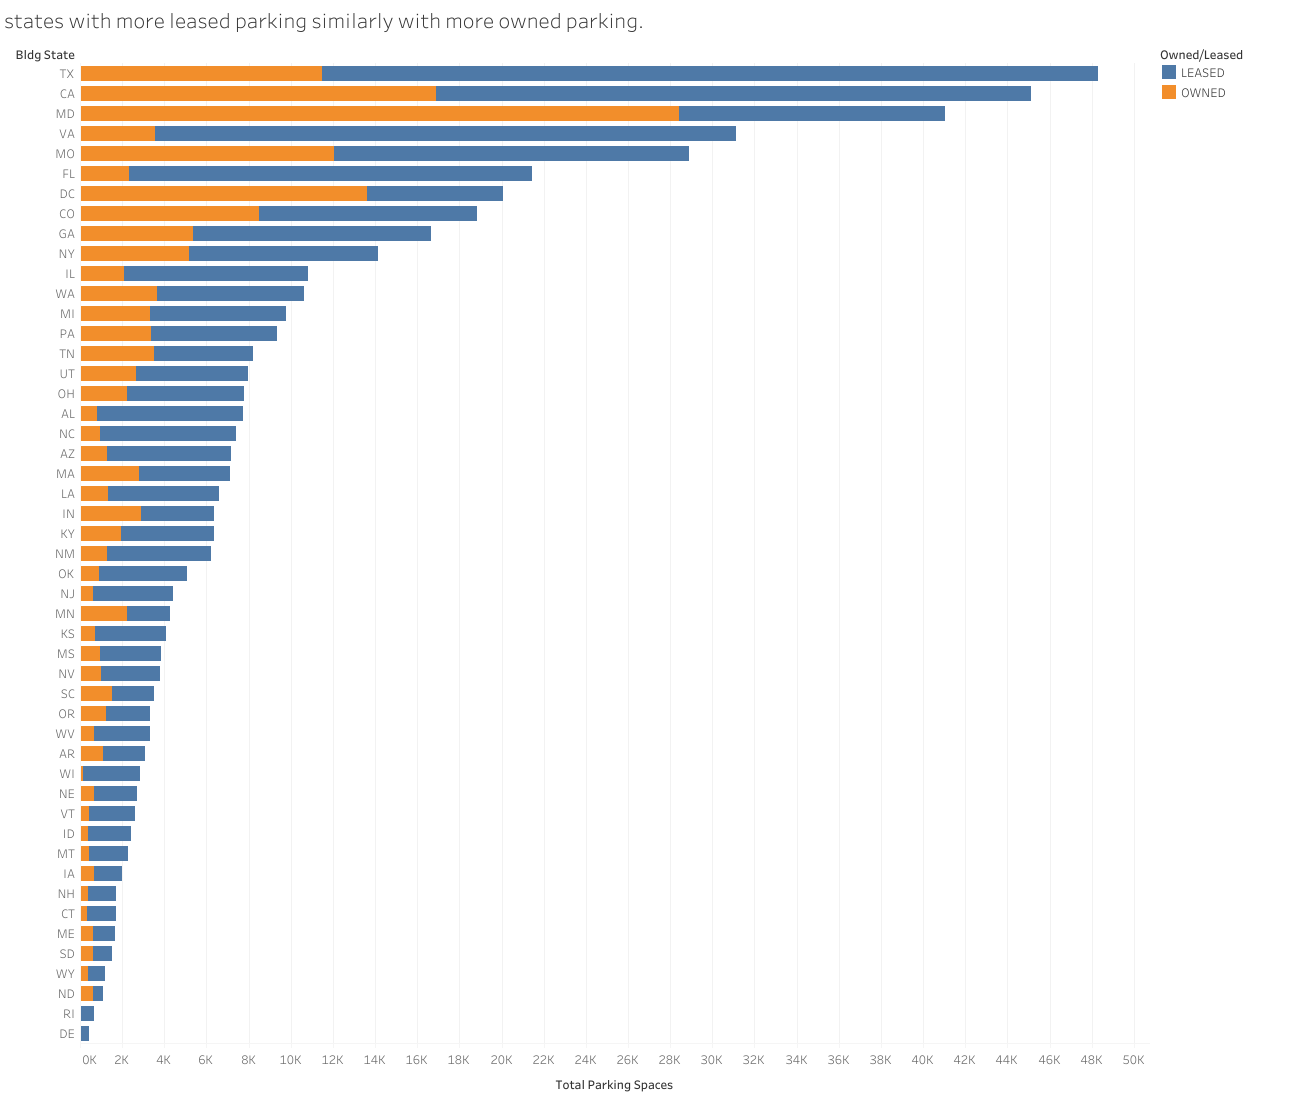 states with more leased parking similarly with more owned parking.
Bldg State
Owned/Leased
LEASED
OWNED
TX
CA
MD
VA
MO
FL
DC
CO
GA
NY
IL
WA
MI
PA
TN
UT
OH
AL
NC
AZ
MA
LA
IN
KY
NM
OK
NJ
MN
KS
MS
NV
SC
OR
WV
AR
WI
NE
VT
ID
MT
IA
NH
CT
ME
SD
WY
ND
RI
DE
0K 2K 4K 6K 8K 10K 12K 14K 16K 18K 20K 22K 24K 26K 28K 30K 32K 34K 36K 38K 40K 42K 44K 46K 48K 50K
Total Parking Spaces